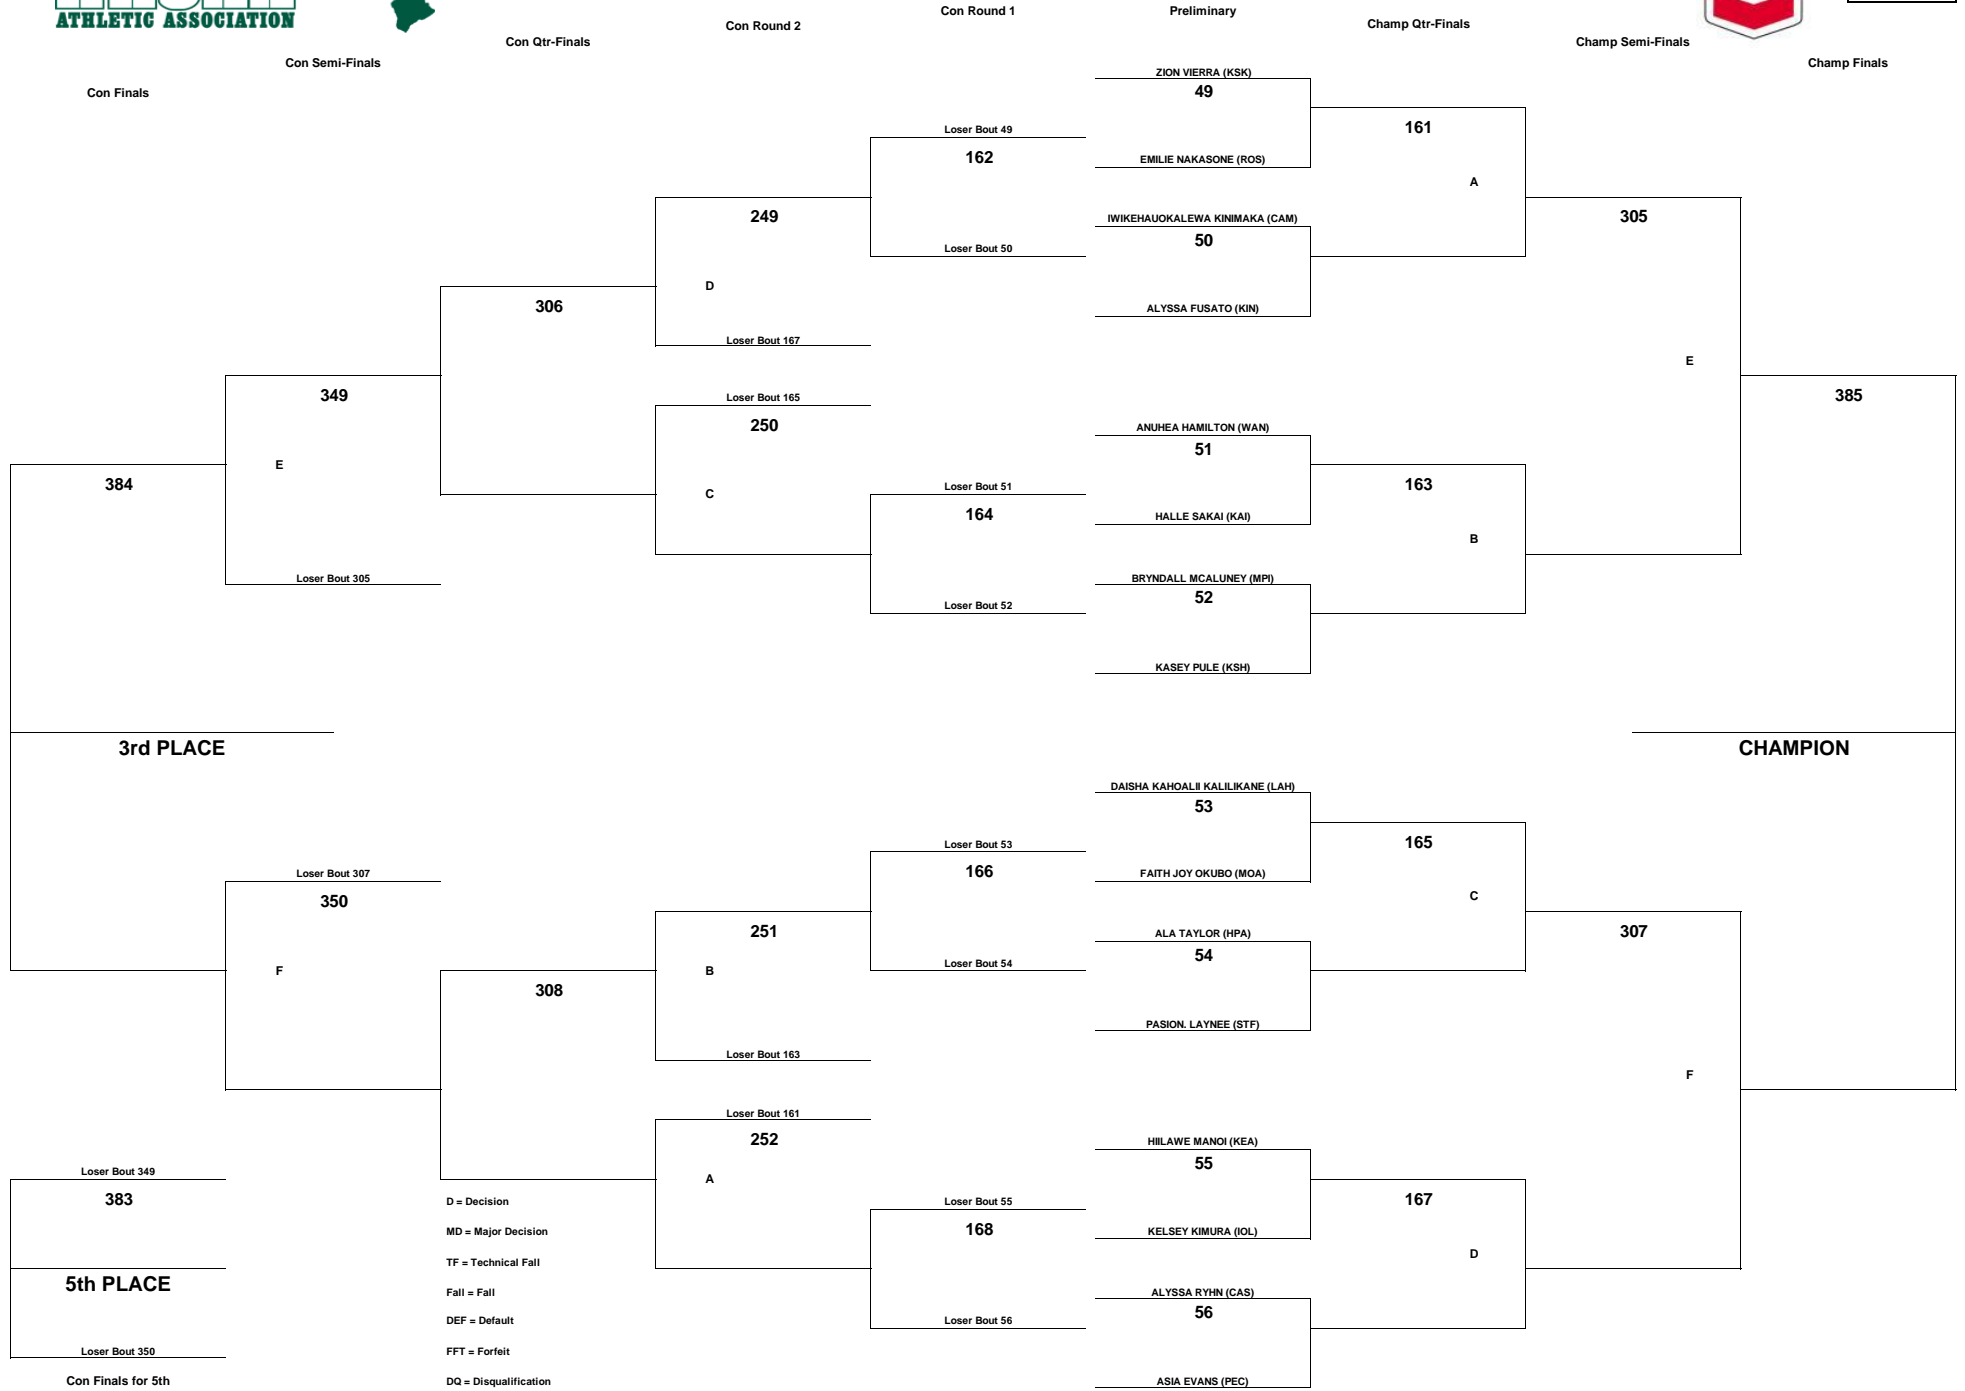 ATHLETIC ASSOCIATION
Con Round 1
Preliminary
Con Round 2
Champ Qtr-Finals
Con Qtr-Finals
Champ Semi-Finals
Con Semi-Finals
Champ Finals
Con Finals
ZION VIERRA (KSK)
49
Loser Bout 49
161
162
EMILIE NAKASONE (ROS)
A
249
IWIKEHAUOKALEWA KINIMAKA (CAM)
305
50
Loser Bout 50
D
306
ALYSSA FUSATO (KIN)
Loser Bout 167
E
349
Loser Bout 165
385
250
ANUHEA HAMILTON (WAN)
51
E
384
Loser Bout 51
163
C
164
HALLE SAKAI (KAI)
B
Loser Bout 305
BRYNDALL MCALUNEY (MPI)
52
Loser Bout 52
KASEY PULE (KSH)
3rd PLACE
CHAMPION
DAISHA KAHOALII KALILIKANE (LAH)
53
Loser Bout 53
165
Loser Bout 307
166
FAITH JOY OKUBO (MOA)
350
C
251
ALA TAYLOR (HPA)
307
54
F
B
Loser Bout 54
308
PASION. LAYNEE (STF)
Loser Bout 163
F
Loser Bout 161
252
HIILAWE MANOI (KEA)
55
Loser Bout 349
A
383
D = Decision
Loser Bout 55
167
MD = Major Decision
168
KELSEY KIMURA (IOL)
D
TF = Technical Fall
5th PLACE
Fall = Fall
ALYSSA RYHN (CAS)
56
DEF = Default
Loser Bout 56
Loser Bout 350
FFT = Forfeit
Con Finals for 5th
DQ = Disqualification
ASIA EVANS (PEC)